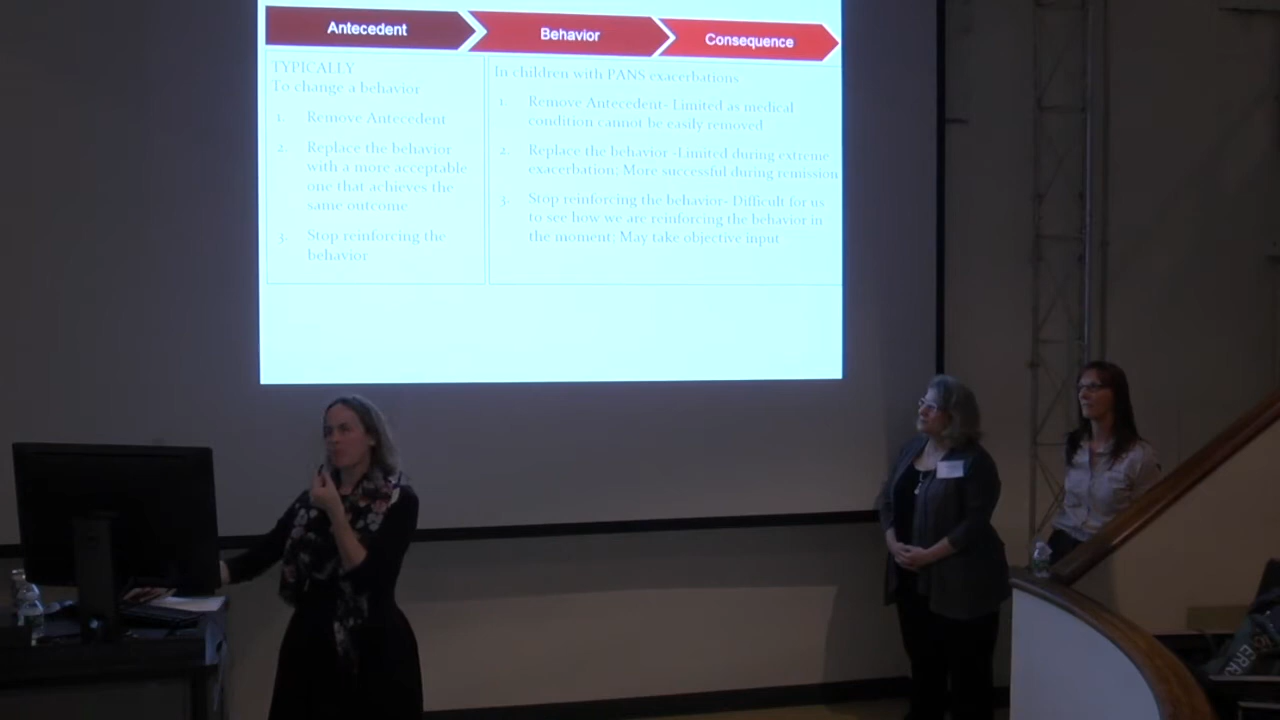 Antecedent
Behavior
Consequence
TYPICALLY
To change a behavior
1. Remove Antecedent
2. Replace the behavior
with a more acceptable
one that achieves the
same outcome
3. Stop reinforcing the
behavior
In children with PANS exacerbations
1. Remove Antecedent- Limited as medical
condition cannot be easily removed
2. Replace the behavior -Limited during extreme
exacerbation; More successful during remission
3. Stop reinforcing the behavior- Difficult for us
to see how we are reinforcing the behavior in
the moment; May take objective input